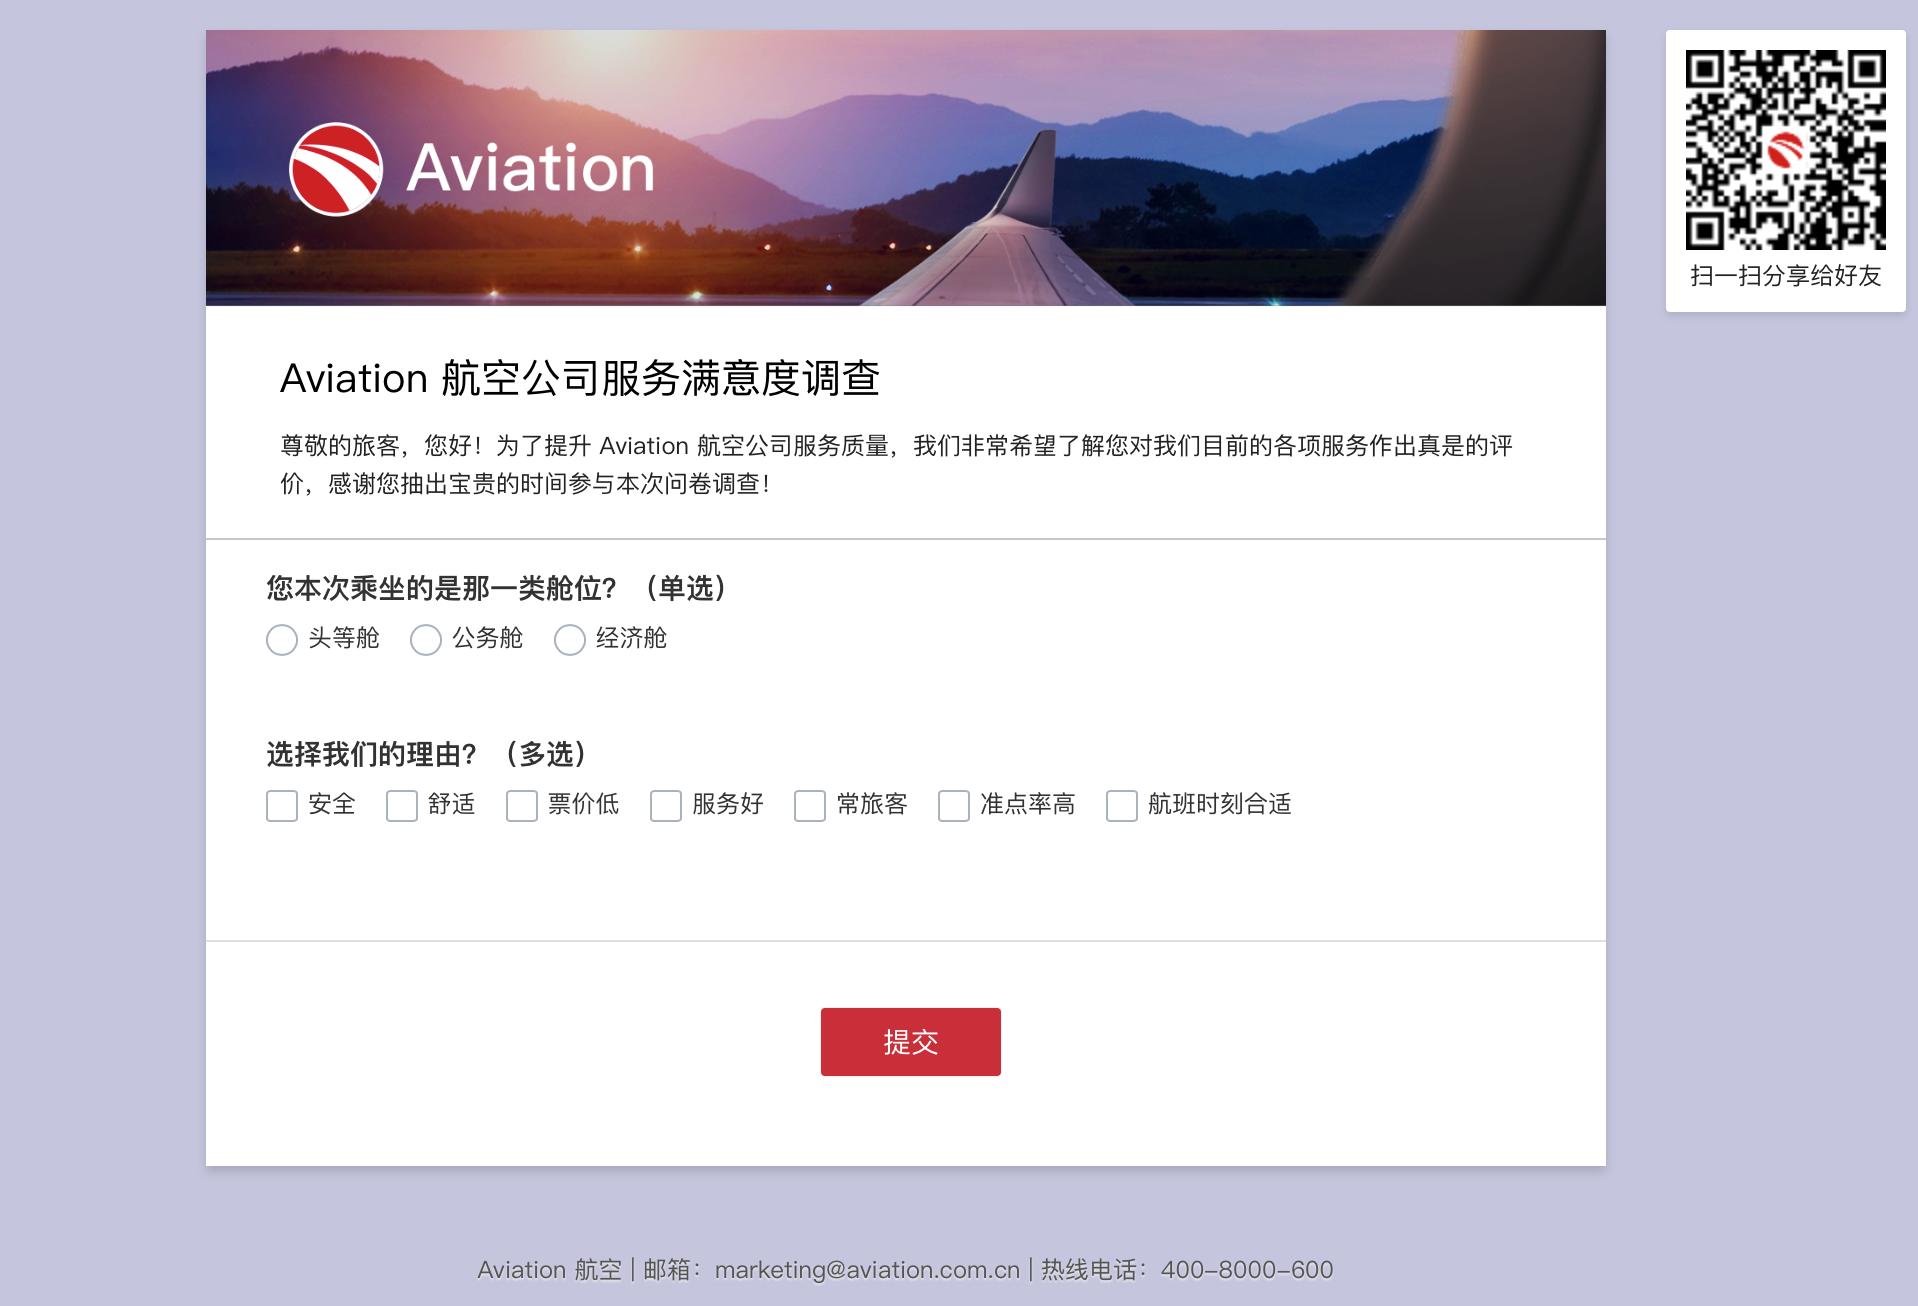 Aviation
扫一扫分享给好友
Aviation 航空公司服务满意度调查
尊敬的旅客，您好！为了提升 Aviation 航空公司服务质量，我们非常希望了解您对我们目前的各项服务作出真是的评
价，感谢您抽出宝贵的时间参与本次问卷调查！
您本次乘坐的是那一类舱位？（单选）
头等舱 公务舱 经济舱
选择我们的理由？（多选）
安全 舒适 票价低 服务好 常旅客 准点率高 航班时刻合适
提交
Aviation 航空 | 邮箱：marketing@aviation.com.cn | 热线电话：400-8000-600